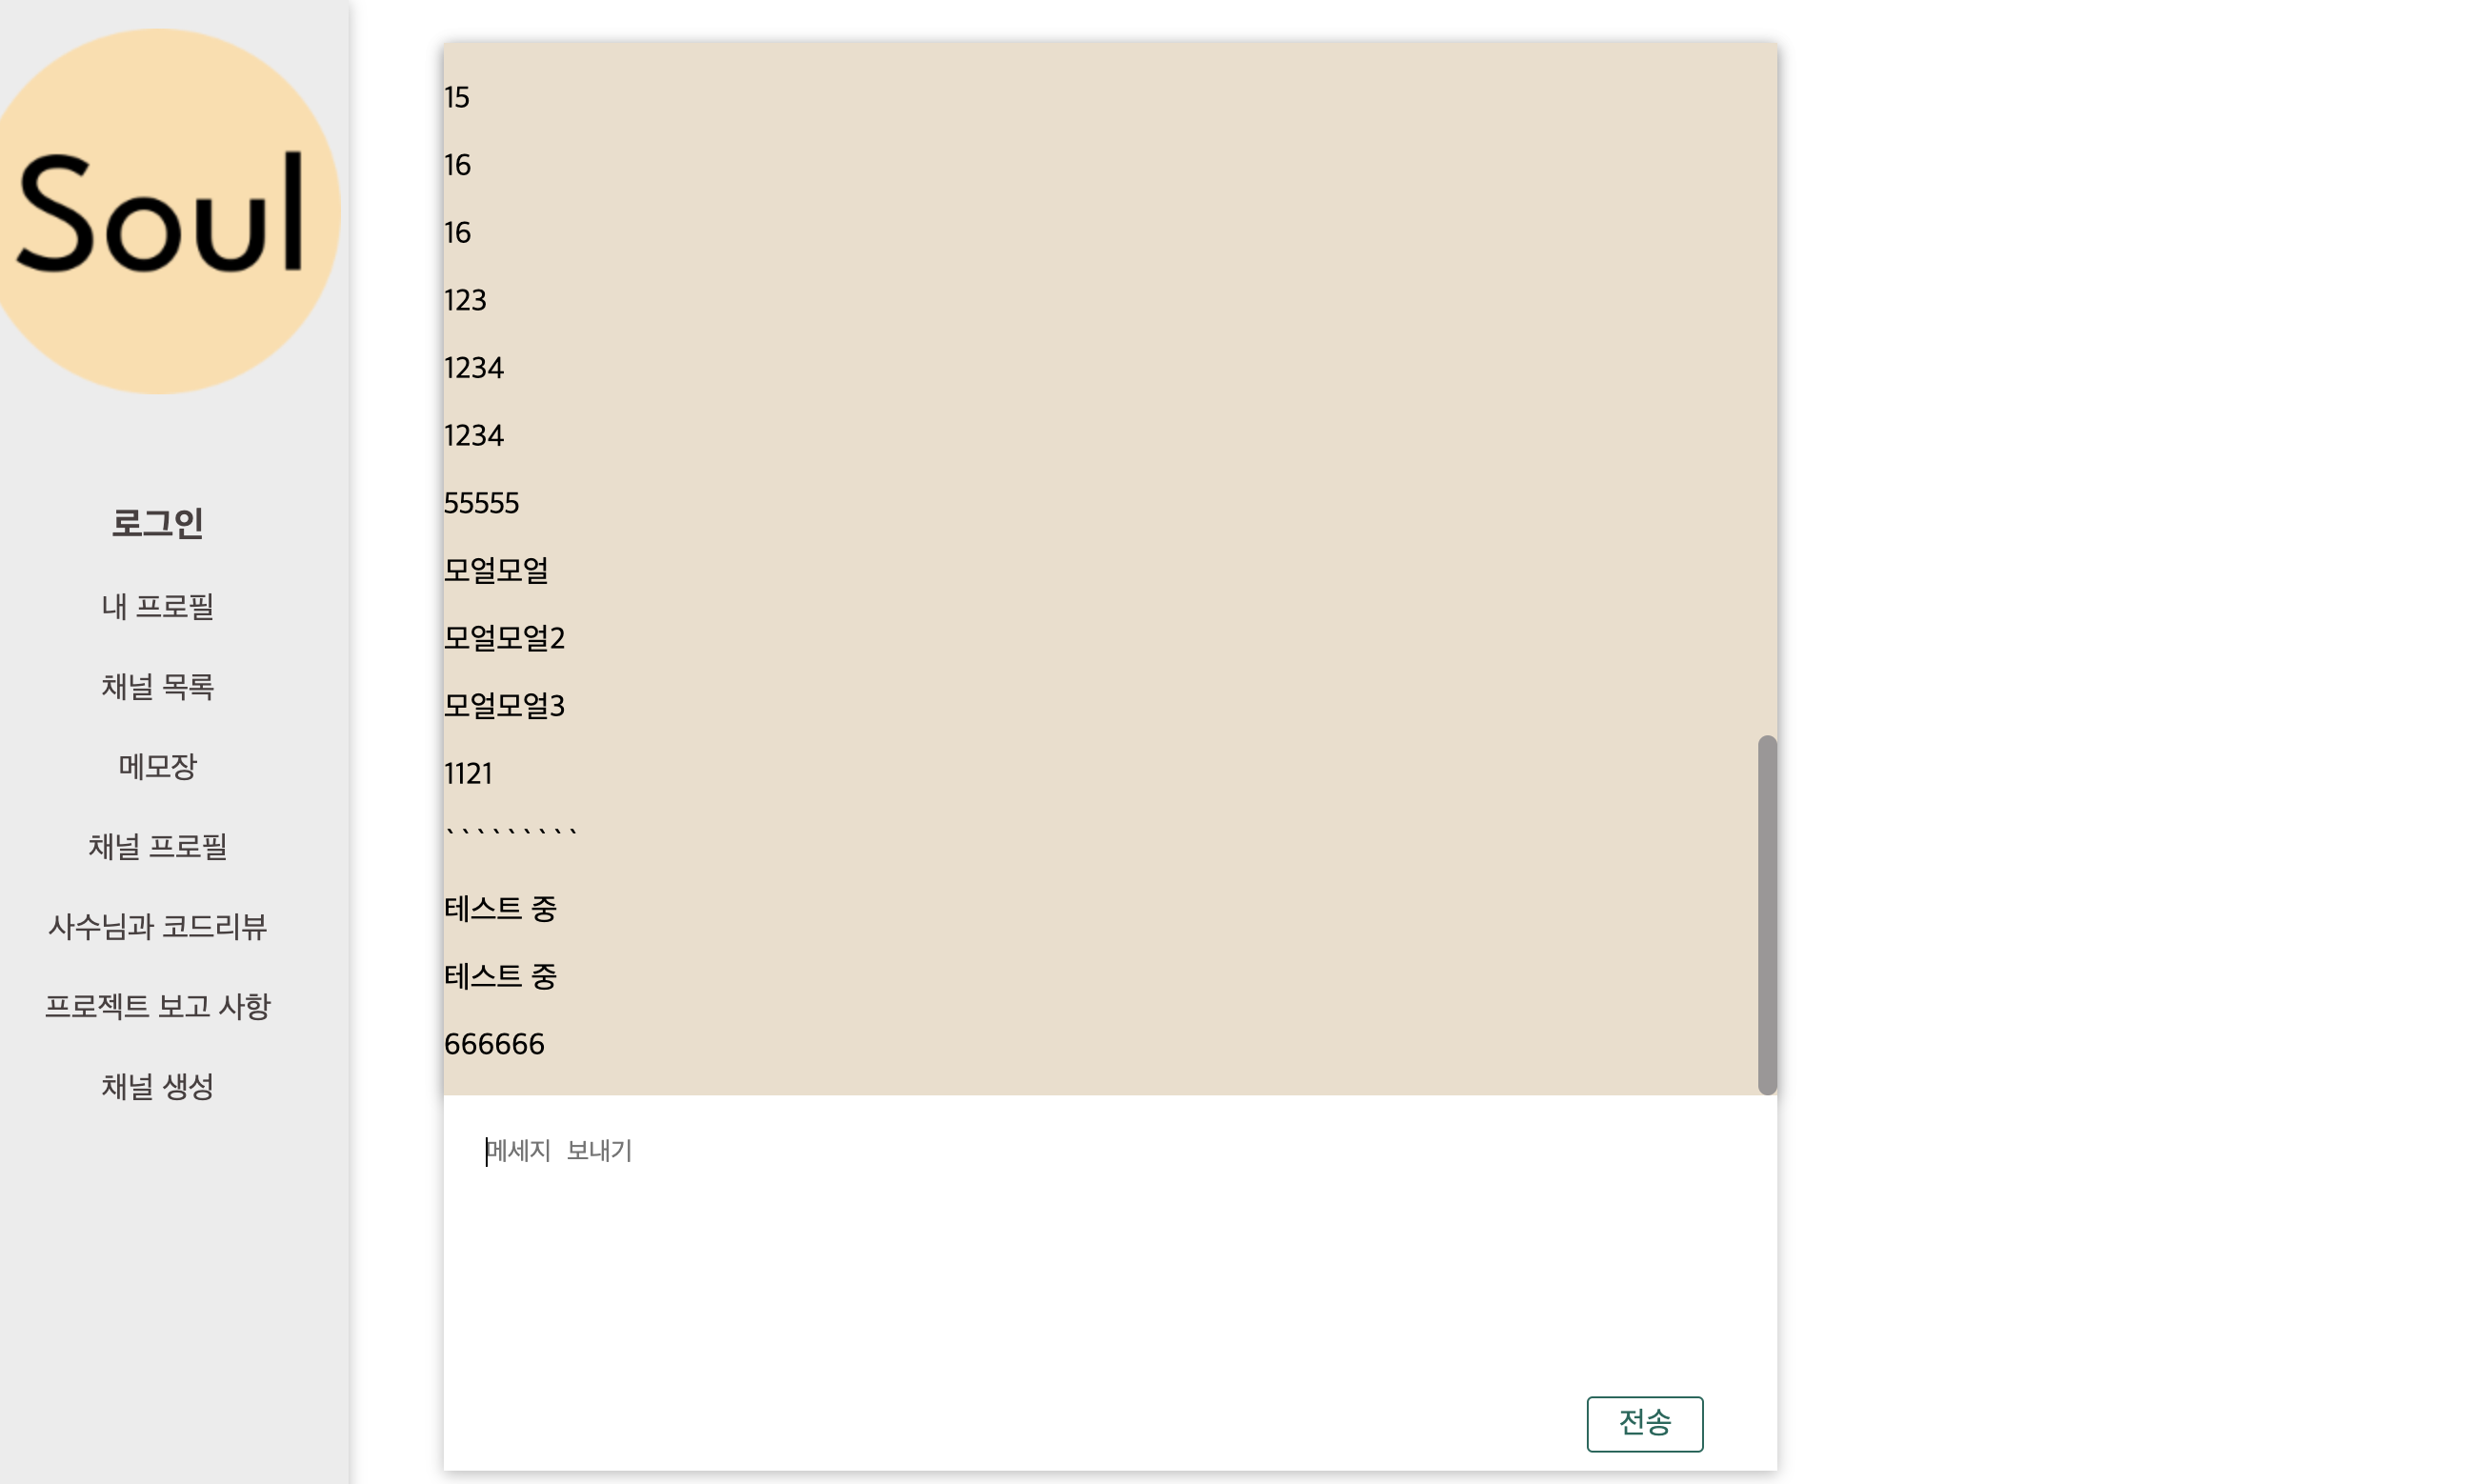 Soul
로그인
내 프로필
채널 목록
메모장
채널 프로필
사수님과 코드리뷰
프로젝트 보고 사항
채널 생성
15
16
16
123
1234
1234
55555
모얼모얼
모얼모얼2
모얼모얼3
1121
`````````
테스트 중
테스트 중
666666
메세지 보내기
전송